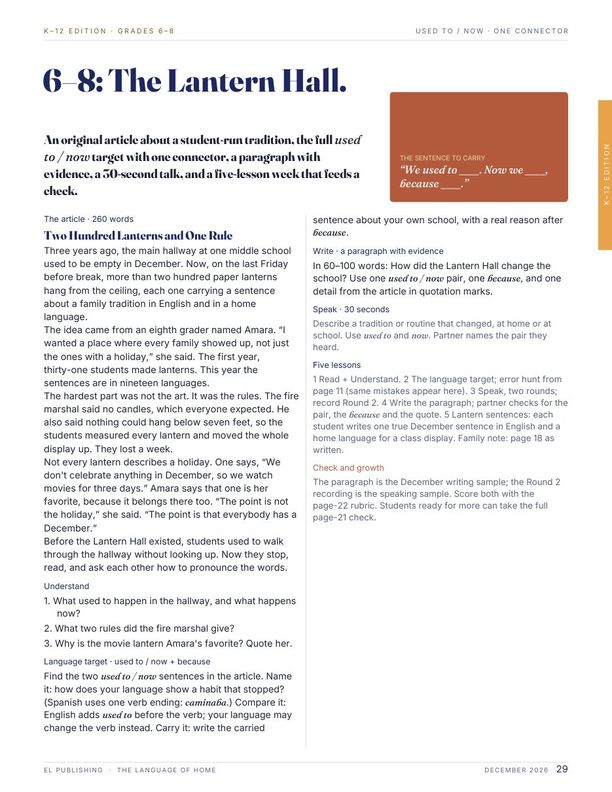 K–12 EDITION · GRADES 6–8
USED TO / NOW · ONE CONNECTOR
6–8: The Lantern Hall.
An original article about a student-run tradition, the full used
to / now target with one connector, a paragraph with
evidence, a 30-second talk, and a five-lesson week that feeds a
check.
THE SENTENCE TO CARRY
“We used to ____. Now we ____,
because ____.”
K–12 EDITION
The article · 260 words
Two Hundred Lanterns and One Rule
Three years ago, the main hallway at one middle school
used to be empty in December. Now, on the last Friday
before break, more than two hundred paper lanterns
hang from the ceiling, each one carrying a sentence
about a family tradition in English and in a home
language.
The idea came from an eighth grader named Amara. “I
wanted a place where every family showed up, not just
the ones with a holiday,” she said. The first year,
thirty-one students made lanterns. This year the
sentences are in nineteen languages.
The hardest part was not the art. It was the rules. The fire
marshal said no candles, which everyone expected. He
also said nothing could hang below seven feet, so the
students measured every lantern and moved the whole
display up. They lost a week.
Not every lantern describes a holiday. One says, “We
don't celebrate anything in December, so we watch
movies for three days.” Amara says that one is her
favorite, because it belongs there too. “The point is not
the holiday,” she said. “The point is that everybody has a
December.”
Before the Lantern Hall existed, students used to walk
through the hallway without looking up. Now they stop,
read, and ask each other how to pronounce the words.
Understand
1. What used to happen in the hallway, and what happens
now?
2. What two rules did the fire marshal give?
3. Why is the movie lantern Amara's favorite? Quote her.
Language target · used to / now + because
Find the two used to / now sentences in the article. Name
it: how does your language show a habit that stopped?
(Spanish uses one verb ending: caminaba.) Compare it:
English adds used to before the verb; your language may
change the verb instead. Carry it: write the carried
sentence about your own school, with a real reason after
because.
Write · a paragraph with evidence
In 60–100 words: How did the Lantern Hall change the
school? Use one used to / now pair, one because, and one
detail from the article in quotation marks.
Speak · 30 seconds
Describe a tradition or routine that changed, at home or at
school. Use used to and now. Partner names the pair they
heard.
Five lessons
1 Read + Understand. 2 The language target; error hunt from
page 11 (same mistakes appear here). 3 Speak, two rounds;
record Round 2. 4 Write the paragraph; partner checks for the
pair, the because and the quote. 5 Lantern sentences: each
student writes one true December sentence in English and a
home language for a class display. Family note: page 18 as
written.
Check and growth
The paragraph is the December writing sample; the Round 2
recording is the speaking sample. Score both with the
page-22 rubric. Students ready for more can take the full
page-21 check.
EL PUBLISHING · THE LANGUAGE OF HOME
DECEMBER 2026 29